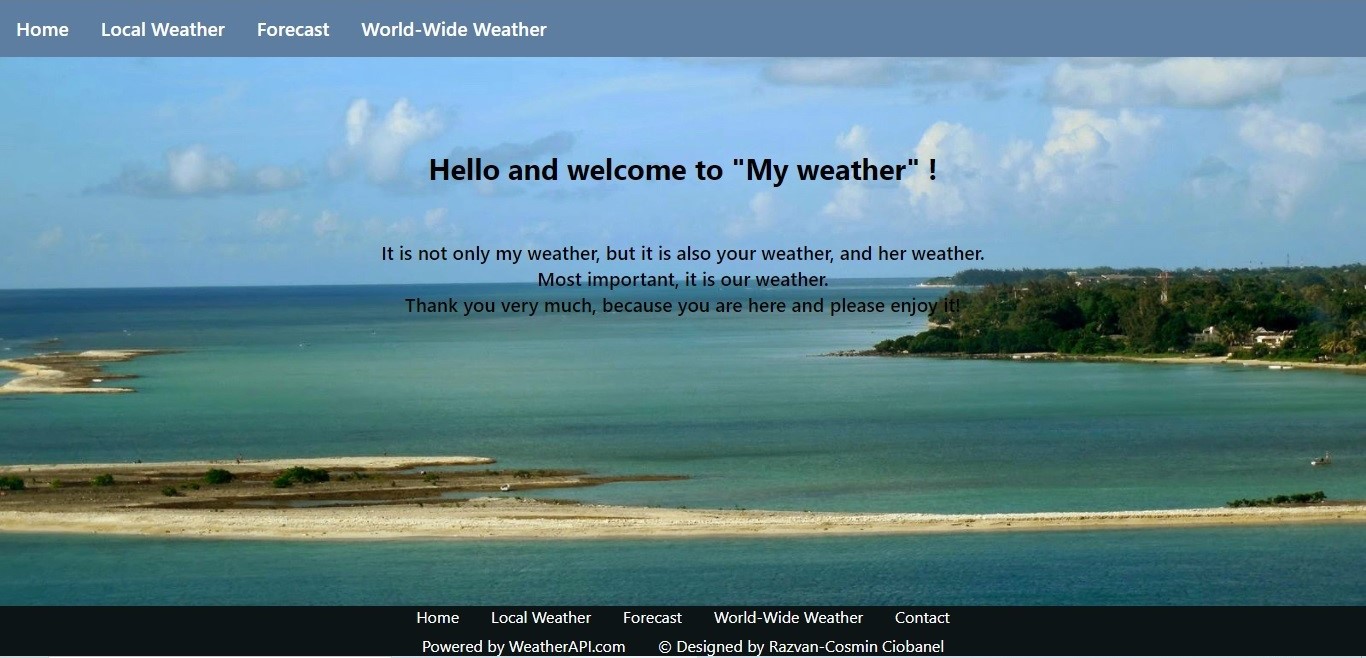 Home Local Weather Forecast World-Wide Weather
Hello and welcome to "My weather" !
It is not only my weather, but it is also your weather, and her weather.
Most important, it is our weather.
Thank you very much, because you are here and please enjoy it!
Home Local Weather Forecast World-Wide Weather Contact
Powered by WeatherAPI.com © Designed by Razvan-Cosmin Ciobanel